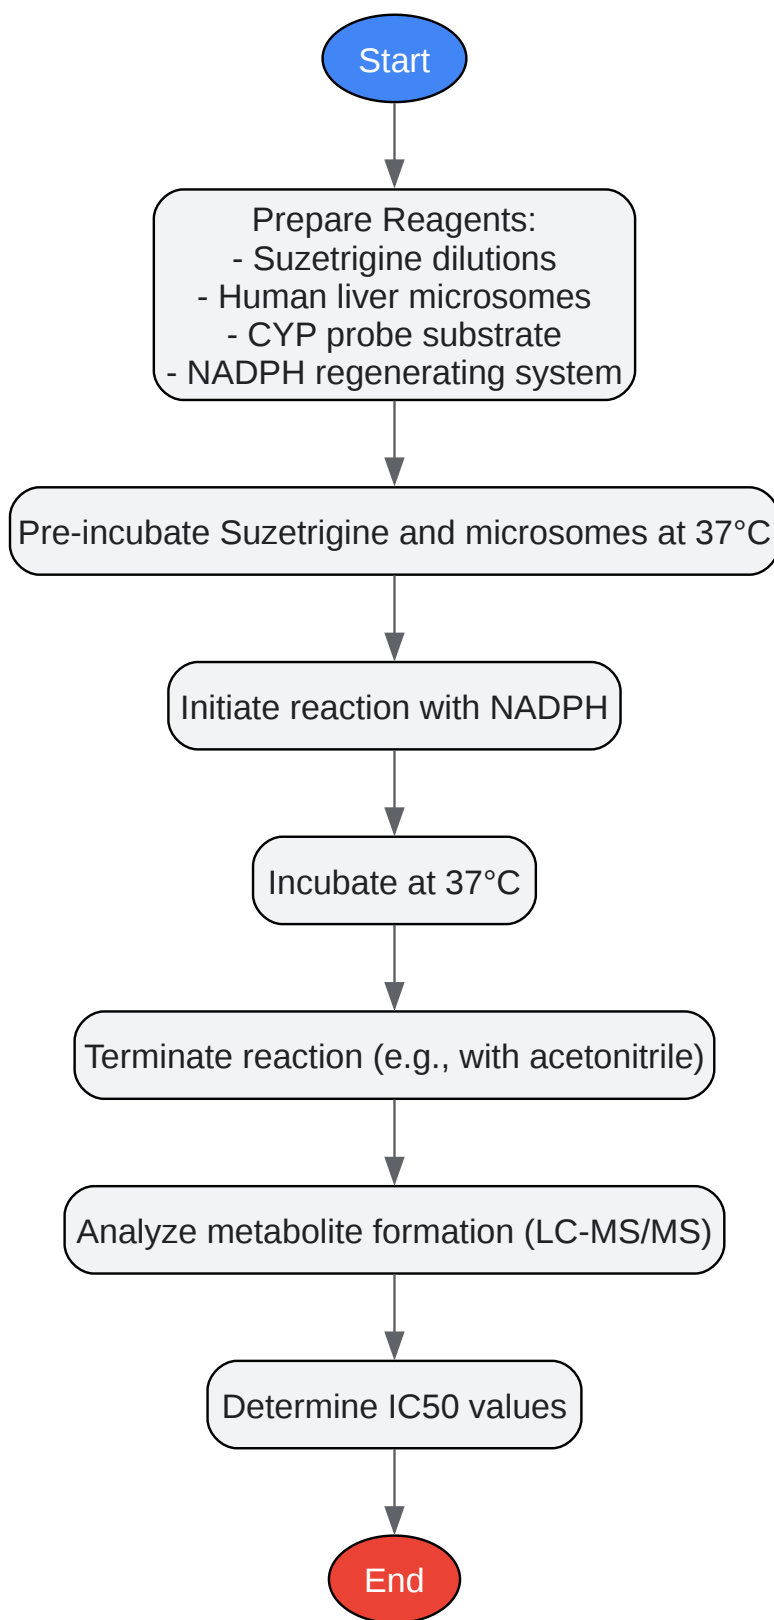 Start
Prepare Reagents:
- Suzetrigine dilutions
- Human liver microsomes
- CYP probe substrate
- NADPH regenerating system
Pre-incubate Suzetrigine and microsomes at 37°C
Initiate reaction with NADPH
Incubate at 37°C
Terminate reaction (e.g., with acetonitrile)
Analyze metabolite formation (LC-MS/MS)
Determine IC50 values
End